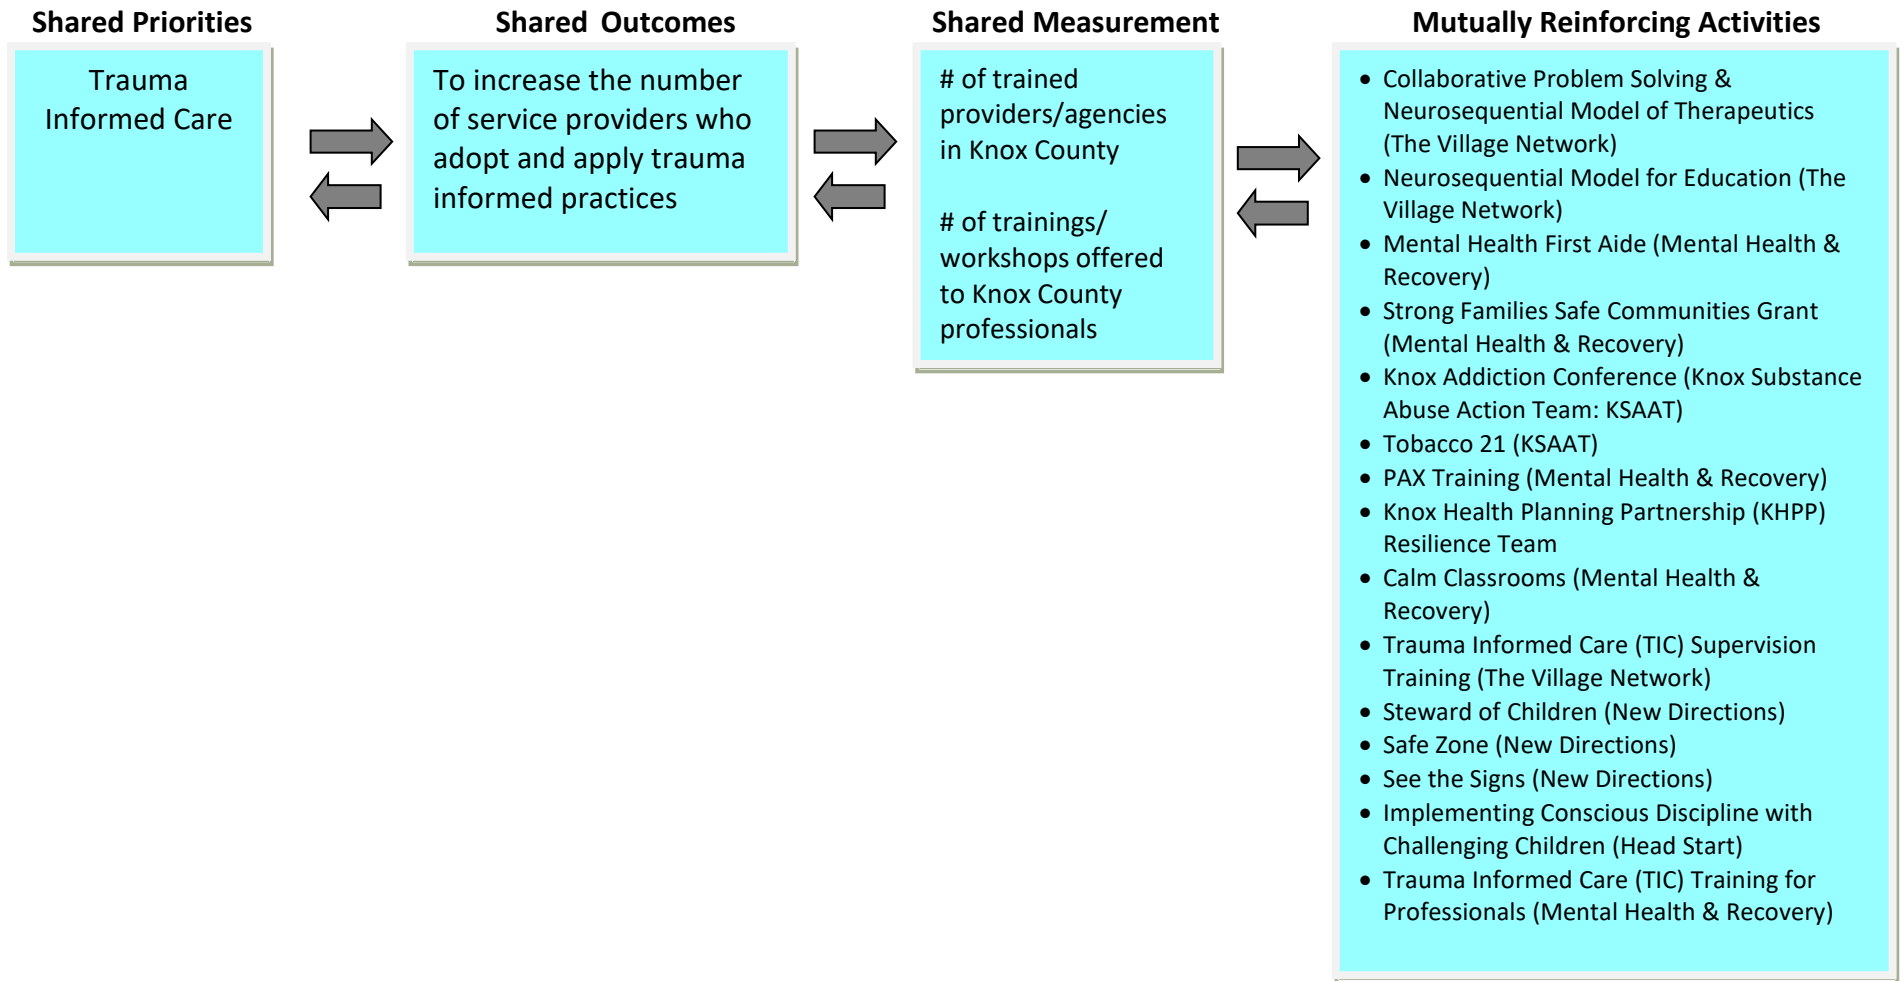 Shared Priorities
Trauma
Informed Care
Shared Outcomes
To increase the number
of service providers who
adopt and apply trauma
informed practices
Shared Measurement
# of trained
providers/agencies
in Knox County
# of trainings/
workshops offered
to Knox County
professionals
Mutually Reinforcing Activities
• Collaborative Problem Solving &
Neurosequential Model of Therapeutics
(The Village Network)
• Neurosequential Model for Education (The
Village Network)
• Mental Health First Aide (Mental Health &
Recovery)
• Strong Families Safe Communities Grant
(Mental Health & Recovery)
• Knox Addiction Conference (Knox Substance
Abuse Action Team: KSAAT)
• Tobacco 21 (KSAAT)
• PAX Training (Mental Health & Recovery)
• Knox Health Planning Partnership (KHPP)
Resilience Team
• Calm Classrooms (Mental Health &
Recovery)
• Trauma Informed Care (TIC) Supervision
Training (The Village Network)
• Steward of Children (New Directions)
• Safe Zone (New Directions)
• See the Signs (New Directions)
• Implementing Conscious Discipline with
Challenging Children (Head Start)
• Trauma Informed Care (TIC) Training for
Professionals (Mental Health & Recovery)